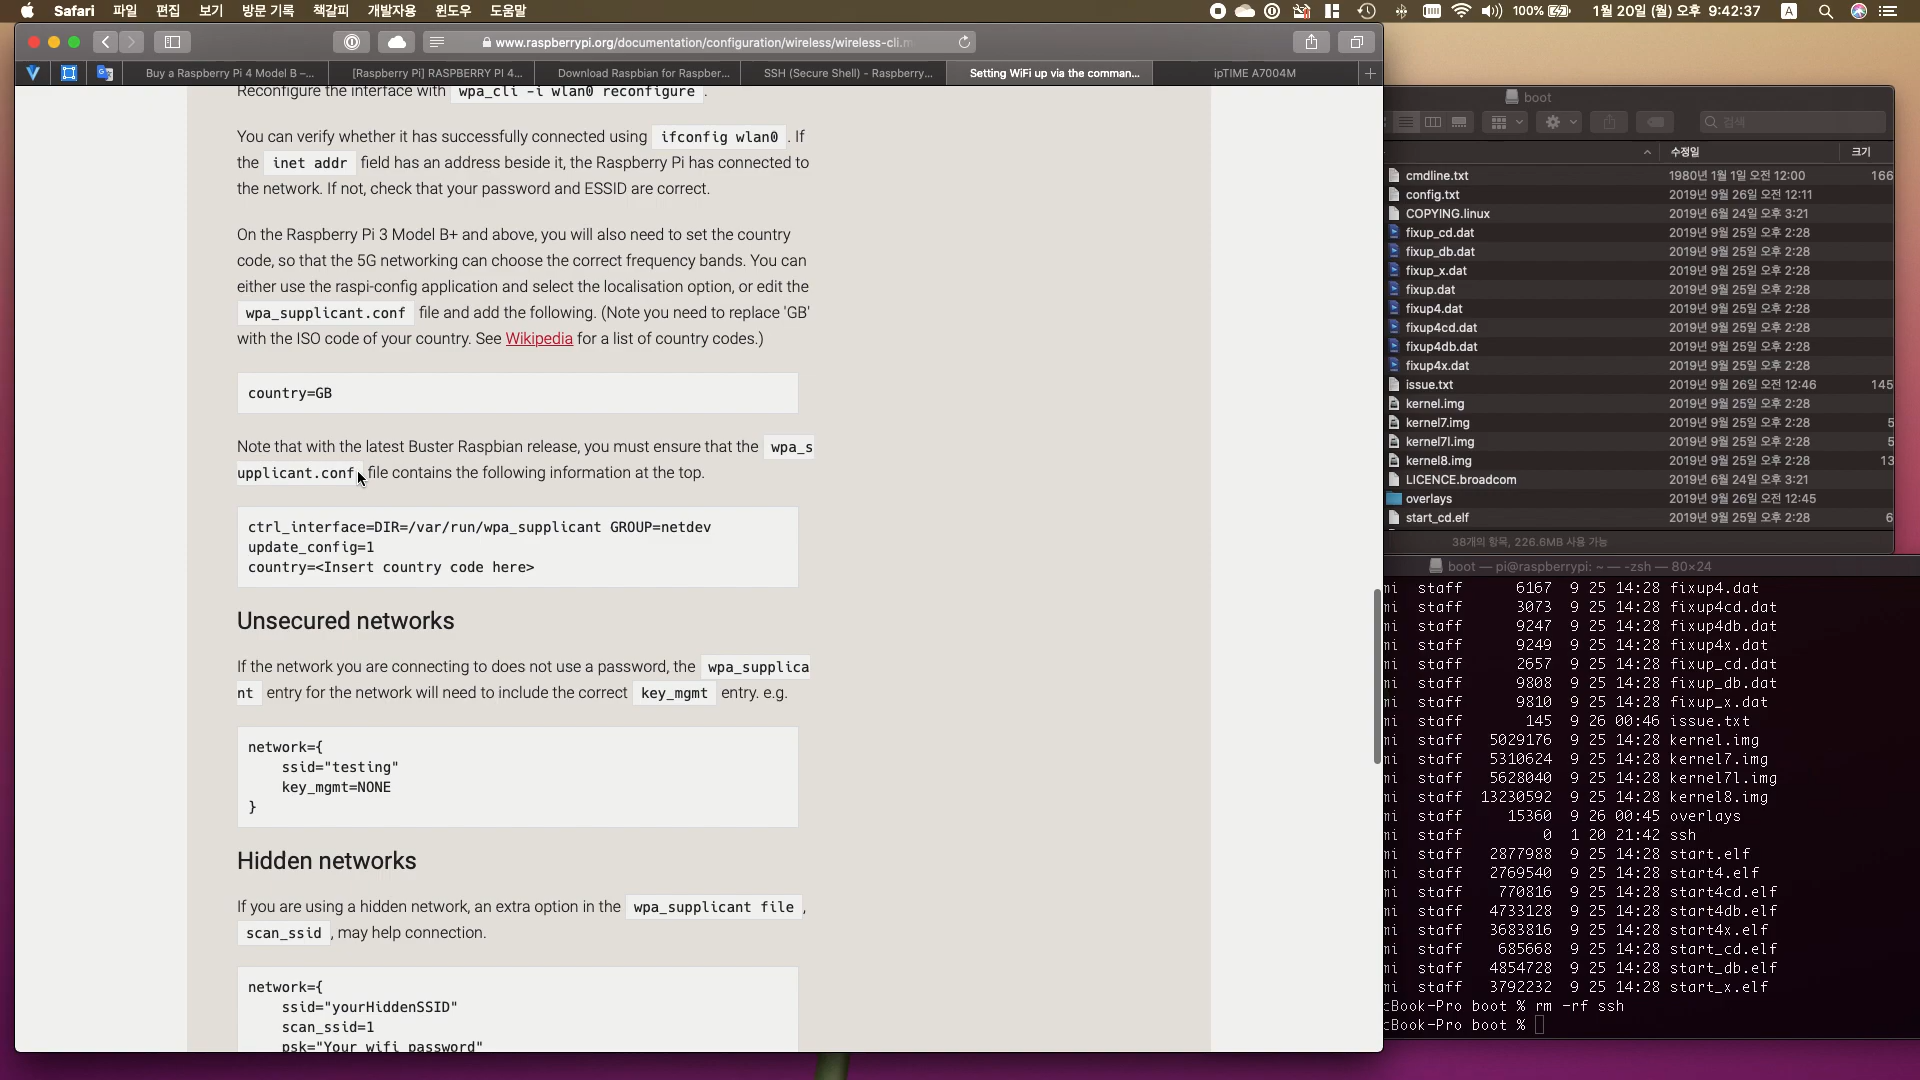 Safari 파일 편집 보기 방문 기록 책갈피 개발자용 윈도우 도움말 100% 1월 20일 (월) 오후 9:42:37 A
www.raspberrypi.org/documentation/configuration/wireless/wireless-cli.m
Buy a Raspberry Pi 4 Model B –... [Raspberry Pi] RASPBERRY PI 4... Download Raspbian for Raspber... SSH (Secure Shell) - Raspberry... Setting WiFi up via the comman... ipTIME A7004M
Reconfigure the interface with wpa_cli -i wlan0 reconfigure .
You can verify whether it has successfully connected using ifconfig wlan0 . If
the inet addr field has an address beside it, the Raspberry Pi has connected to
the network. If not, check that your password and ESSID are correct.
On the Raspberry Pi 3 Model B+ and above, you will also need to set the country
code, so that the 5G networking can choose the correct frequency bands. You can
either use the raspi-config application and select the localisation option, or edit the
wpa_supplicant.conf file and add the following. (Note you need to replace 'GB'
with the ISO code of your country. See Wikipedia for a list of country codes.)
country=GB
Note that with the latest Buster Raspbian release, you must ensure that the wpa_s
upplicant.conf file contains the following information at the top.
ctrl_interface=DIR=/var/run/wpa_supplicant GROUP=netdev
update_config=1
country=<Insert country code here>
Unsecured networks
If the network you are connecting to does not use a password, the wpa_supplica
nt entry for the network will need to include the correct key_mgmt entry. e.g.
network={
ssid="testing"
key_mgmt=NONE
}
Hidden networks
If you are using a hidden network, an extra option in the wpa_supplicant file ,
scan_ssid , may help connection.
network={
ssid="yourHiddenSSID"
scan_ssid=1
psk="Your_wifi_password"
boot
검색
수정일 크기
cmdline.txt 1980년 1월 1일 오전 12:00 166
config.txt 2019년 9월 26일 오전 12:11
COPYING.linux 2019년 6월 24일 오후 3:21
fixup_cd.dat 2019년 9월 25일 오후 2:28
fixup_db.dat 2019년 9월 25일 오후 2:28
fixup_x.dat 2019년 9월 25일 오후 2:28
fixup.dat 2019년 9월 25일 오후 2:28
fixup4.dat 2019년 9월 25일 오후 2:28
fixup4cd.dat 2019년 9월 25일 오후 2:28
fixup4db.dat 2019년 9월 25일 오후 2:28
fixup4x.dat 2019년 9월 25일 오후 2:28
issue.txt 2019년 9월 26일 오전 12:46 145
kernel.img 2019년 9월 25일 오후 2:28
kernel7.img 2019년 9월 25일 오후 2:28 5
kernel7l.img 2019년 9월 25일 오후 2:28 5
kernel8.img 2019년 9월 25일 오후 2:28 13
LICENCE.broadcom 2019년 6월 24일 오후 3:21
overlays 2019년 9월 26일 오전 12:45
start_cd.elf 2019년 9월 25일 오후 2:28 6
38개의 항목, 226.6MB 사용 가능
boot — pi@raspberrypi: ~ — -zsh — 80×24
mi staff 6167 9 25 14:28 fixup4.dat
mi staff 3073 9 25 14:28 fixup4cd.dat
mi staff 9247 9 25 14:28 fixup4db.dat
mi staff 9249 9 25 14:28 fixup4x.dat
mi staff 2657 9 25 14:28 fixup_cd.dat
mi staff 9808 9 25 14:28 fixup_db.dat
mi staff 9810 9 25 14:28 fixup_x.dat
mi staff 145 9 26 00:46 issue.txt
mi staff 5029176 9 25 14:28 kernel.img
mi staff 5310624 9 25 14:28 kernel7.img
mi staff 5628040 9 25 14:28 kernel7l.img
mi staff 13230592 9 25 14:28 kernel8.img
mi staff 15360 9 26 00:45 overlays
mi staff 0 1 20 21:42 ssh
mi staff 2877988 9 25 14:28 start.elf
mi staff 2769540 9 25 14:28 start4.elf
mi staff 770816 9 25 14:28 start4cd.elf
mi staff 4733128 9 25 14:28 start4db.elf
mi staff 3683816 9 25 14:28 start4x.elf
mi staff 685668 9 25 14:28 start_cd.elf
mi staff 4854728 9 25 14:28 start_db.elf
mi staff 3792232 9 25 14:28 start_x.elf
cBook-Pro boot % rm -rf ssh
cBook-Pro boot %